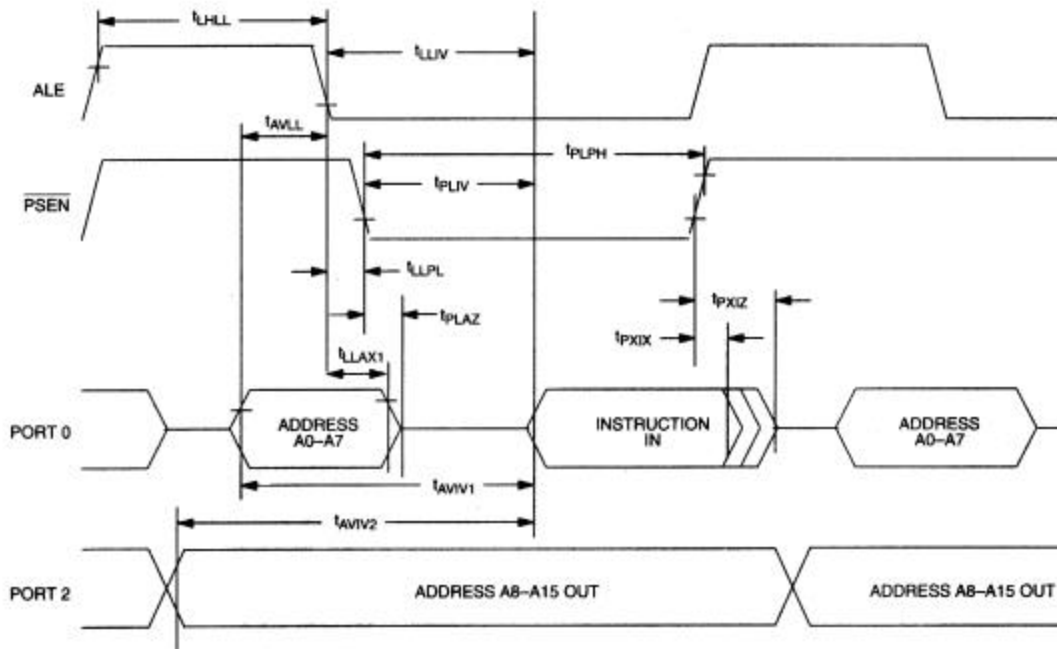 tLHLL
tLLIV
ALE
tAVLL
tPLPH
PSEN
tPLIV
tLLPL
tPXIZ
tPLAZ
tPXIX
tLLAX1
PORT 0
ADDRESS
A0–A7
INSTRUCTION
IN
ADDRESS
A0–A7
tAVIV1
tAVIV2
PORT 2
ADDRESS A8–A15 OUT
ADDRESS A8–A15 OUT